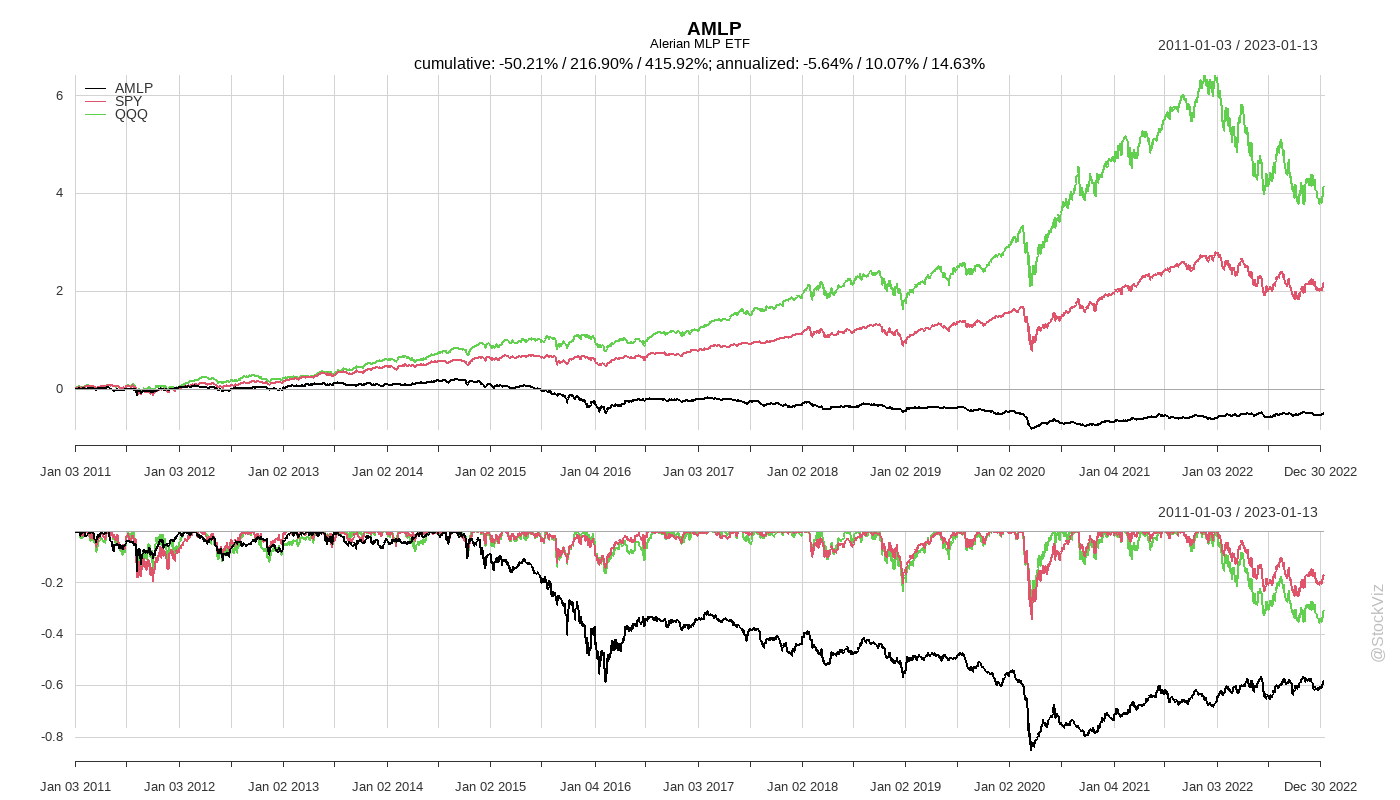 AMLP
Alerian MLP ETF
2011-01-03 / 2023-01-13
cumulative: -50.21% / 216.90% / 415.92%; annualized: -5.64% / 10.07% / 14.63%
AMLP
SPY
QQQ
6
4
2
0
Jan 03 2011 Jan 03 2012 Jan 02 2013 Jan 02 2014 Jan 02 2015 Jan 04 2016 Jan 03 2017 Jan 02 2018 Jan 02 2019 Jan 02 2020 Jan 04 2021 Jan 03 2022 Dec 30 2022
2011-01-03 / 2023-01-13
-0.2
-0.4
-0.6
-0.8
Jan 03 2011 Jan 03 2012 Jan 02 2013 Jan 02 2014 Jan 02 2015 Jan 04 2016 Jan 03 2017 Jan 02 2018 Jan 02 2019 Jan 02 2020 Jan 04 2021 Jan 03 2022 Dec 30 2022
@StockViz